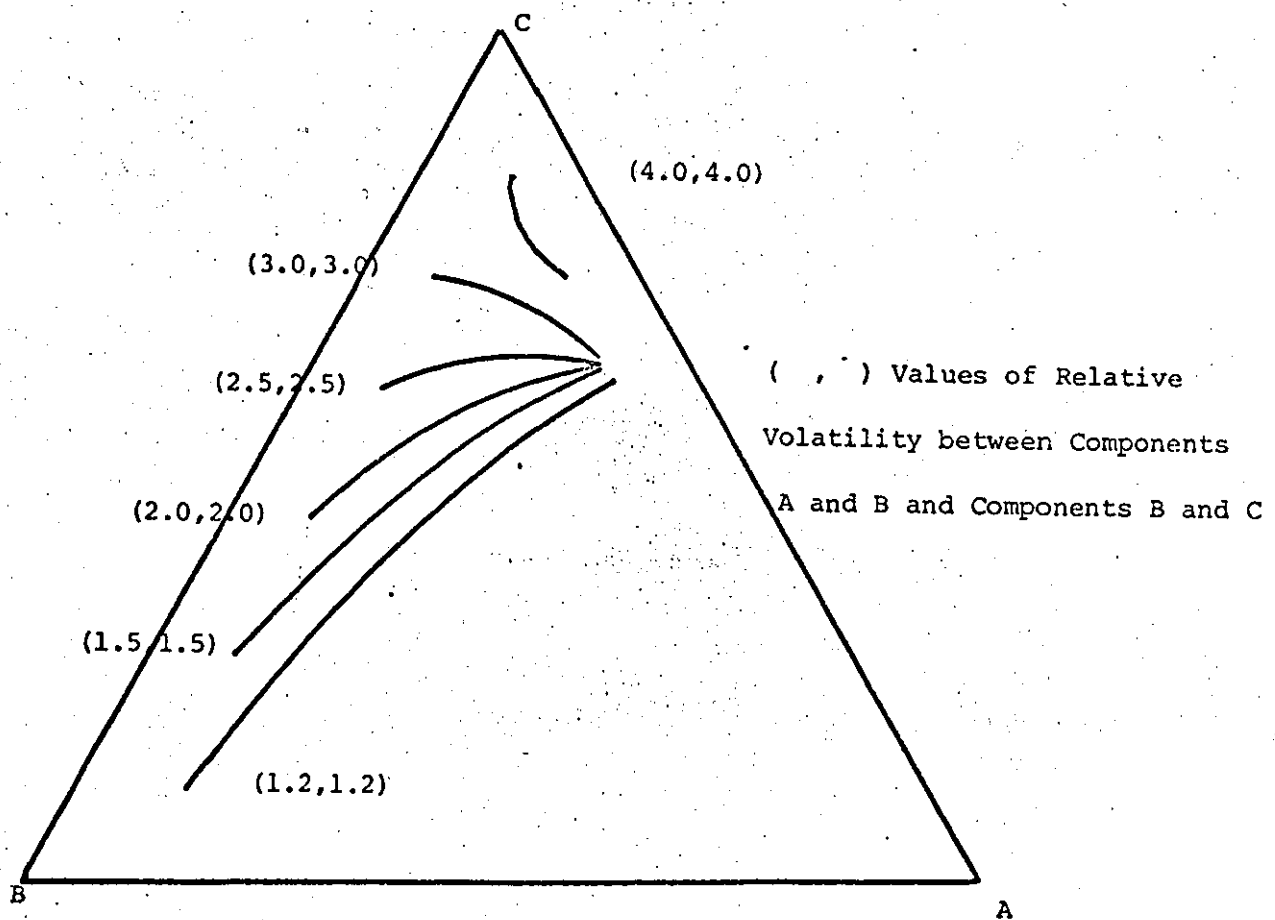 C
(4.0,4.0)
(3.0,3.0)
(2.5,2.5)
( , ) Values of Relative
Volatility between Components
A and B and Components B and C
(2.0,2.0)
(1.5,1.5)
(1.2,1.2)
B
A